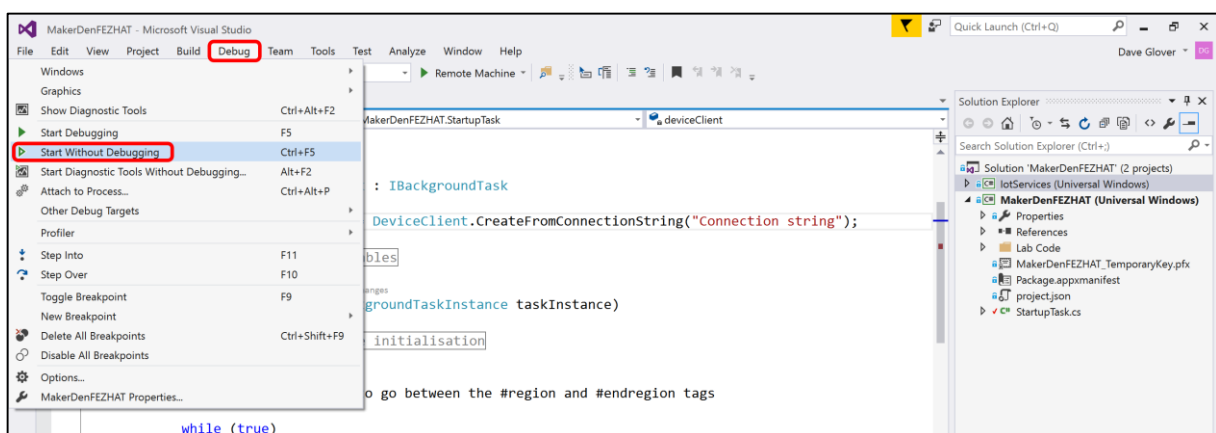 MakerDenFEZHAT - Microsoft Visual Studio
Quick Launch (Ctrl+Q)
File Edit View Project Build Debug Team Tools Test Analyze Window Help
Dave Glover DG
Remote Machine
Windows
Graphics
Show Diagnostic Tools Ctrl+Alt+F2
Start Debugging F5
Start Without Debugging Ctrl+F5
Start Diagnostic Tools Without Debugging... Alt+F2
Attach to Process... Ctrl+Alt+P
Other Debug Targets
Profiler
Step Into F11
Step Over F10
Toggle Breakpoint F9
New Breakpoint
Delete All Breakpoints Ctrl+Shift+F9
Disable All Breakpoints
Options...
MakerDenFEZHAT Properties...
MakerDenFEZHAT.StartupTask
deviceClient
: IBackgroundTask
DeviceClient.CreateFromConnectionString("Connection string");
bles
anges
groundTaskInstance taskInstance)
initialisation
o go between the #region and #endregion tags
while (true)
Solution Explorer
Search Solution Explorer (Ctrl+;)
Solution 'MakerDenFEZHAT' (2 projects)
C# IotServices (Universal Windows)
C# MakerDenFEZHAT (Universal Windows)
Properties
References
Lab Code
MakerDenFEZHAT_TemporaryKey.pfx
Package.appxmanifest
project.json
C# StartupTask.cs